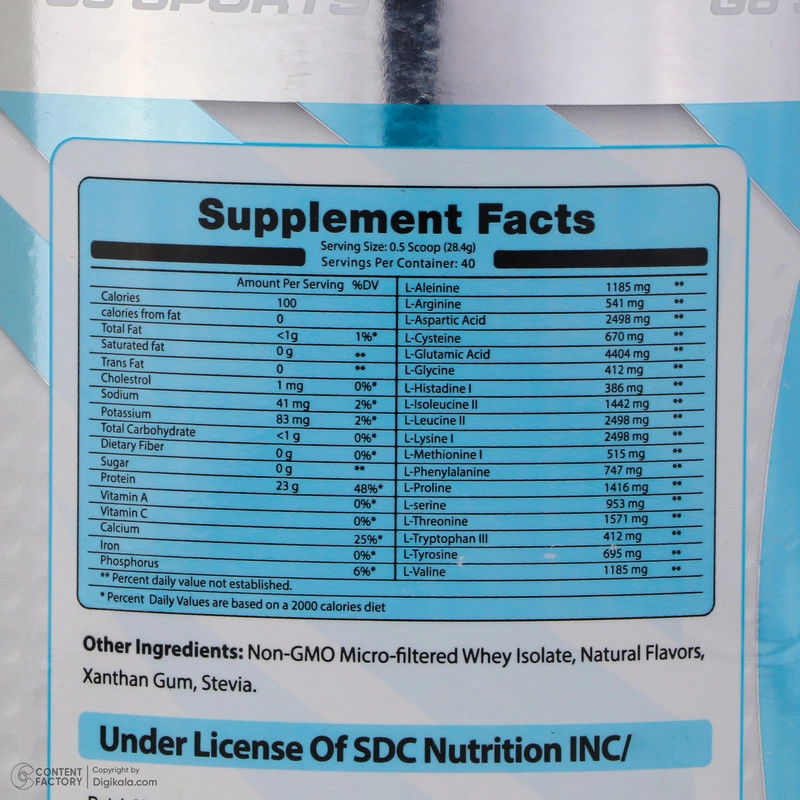 G8 SPORTS
G8 S
Supplement Facts
Serving Size: 0.5 Scoop (28.4g)
Servings Per Container: 40
Amount Per Serving %DV
Calories 100
calories from fat 0
Total Fat <1g 1%*
Saturated fat 0 g **
Trans Fat 0 **
Cholestrol 1 mg 0%*
Sodium 41 mg 2%*
Potassium 83 mg 2%*
Total Carbohydrate <1 g 0%*
Dietary Fiber 0 g 0%*
Sugar 0 g **
Protein 23 g 48%*
Vitamin A 0%*
Vitamin C 0%*
Calcium 25%*
Iron 0%*
Phosphorus 6%*
** Percent daily value not established.
* Percent Daily Values are based on a 2000 calories diet
L-Aleinine 1185 mg **
L-Arginine 541 mg **
L-Aspartic Acid 2498 mg **
L-Cysteine 670 mg **
L-Glutamic Acid 4404 mg **
L-Glycine 412 mg **
L-Histadine I 386 mg **
L-Isoleucine II 1442 mg **
L-Leucine II 2498 mg **
L-Lysine I 2498 mg **
L-Methionine I 515 mg **
L-Phenylalanine 747 mg **
L-Proline 1416 mg **
L-serine 953 mg **
L-Threonine 1571 mg **
L-Tryptophan III 412 mg **
L-Tyrosine 695 mg **
L-Valine 1185 mg **
Other Ingredients: Non-GMO Micro-filtered Whey Isolate, Natural Flavors,
Xanthan Gum, Stevia.
Under License Of SDC Nutrition INC/
CONTENT FACTORY
Copyright by
Digikala.com